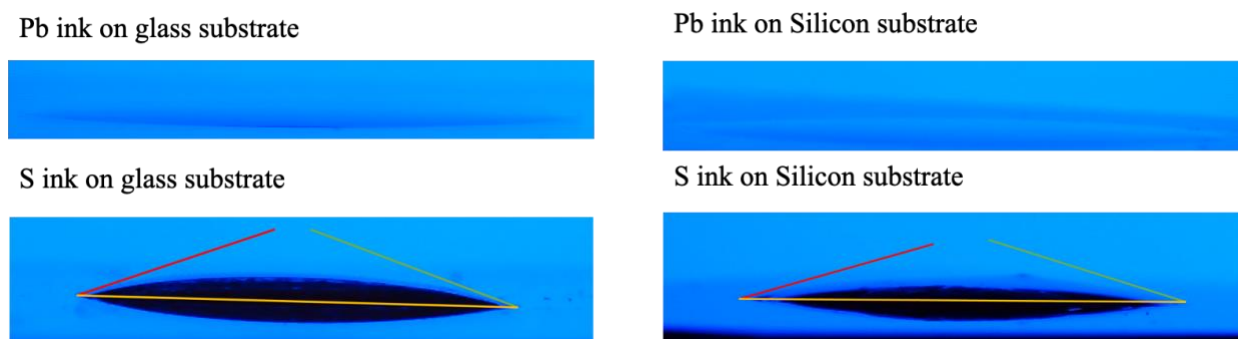 Pb ink on glass substrate
Pb ink on Silicon substrate
S ink on glass substrate
S ink on Silicon substrate